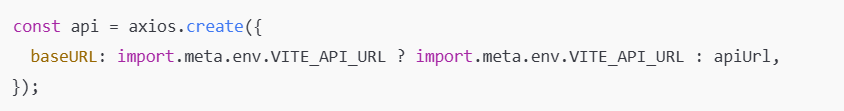 const api = axios.create({
  baseURL: import.meta.env.VITE_API_URL ? import.meta.env.VITE_API_URL : apiUrl,
});